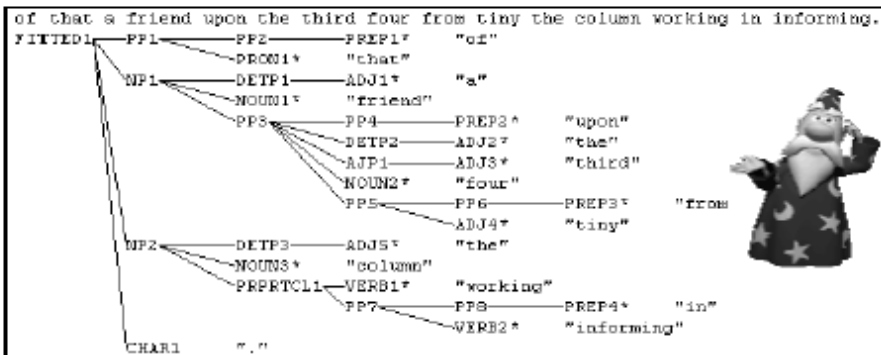 of that a friend upon the third four from tiny the column working in informing.
FITTED1 PP1 PP2 PREP1* "of"
PRON1* "that"
NP1 DETP1 ADJ1* "a"
NOUN1* "friend"
PP3 PP4 PREP2* "upon"
DETP2 ADJ2* "the"
AJP1 ADJ3* "third"
NOUN2* "four"
PP5 PP6 PREP3* "from
ADJ4* "tiny"
NP2 DETP3 ADJ5* "the"
NOUN3* "column"
PRPRTCL1 VERB1* "working"
PP7 PP8 PREP4* "in"
VERB2* "informing"
CHAR1 "."